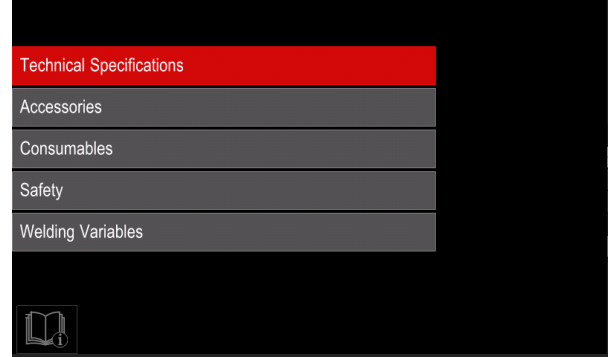 Technical Specifications
Accessories
Consumables
Safety
Welding Variables